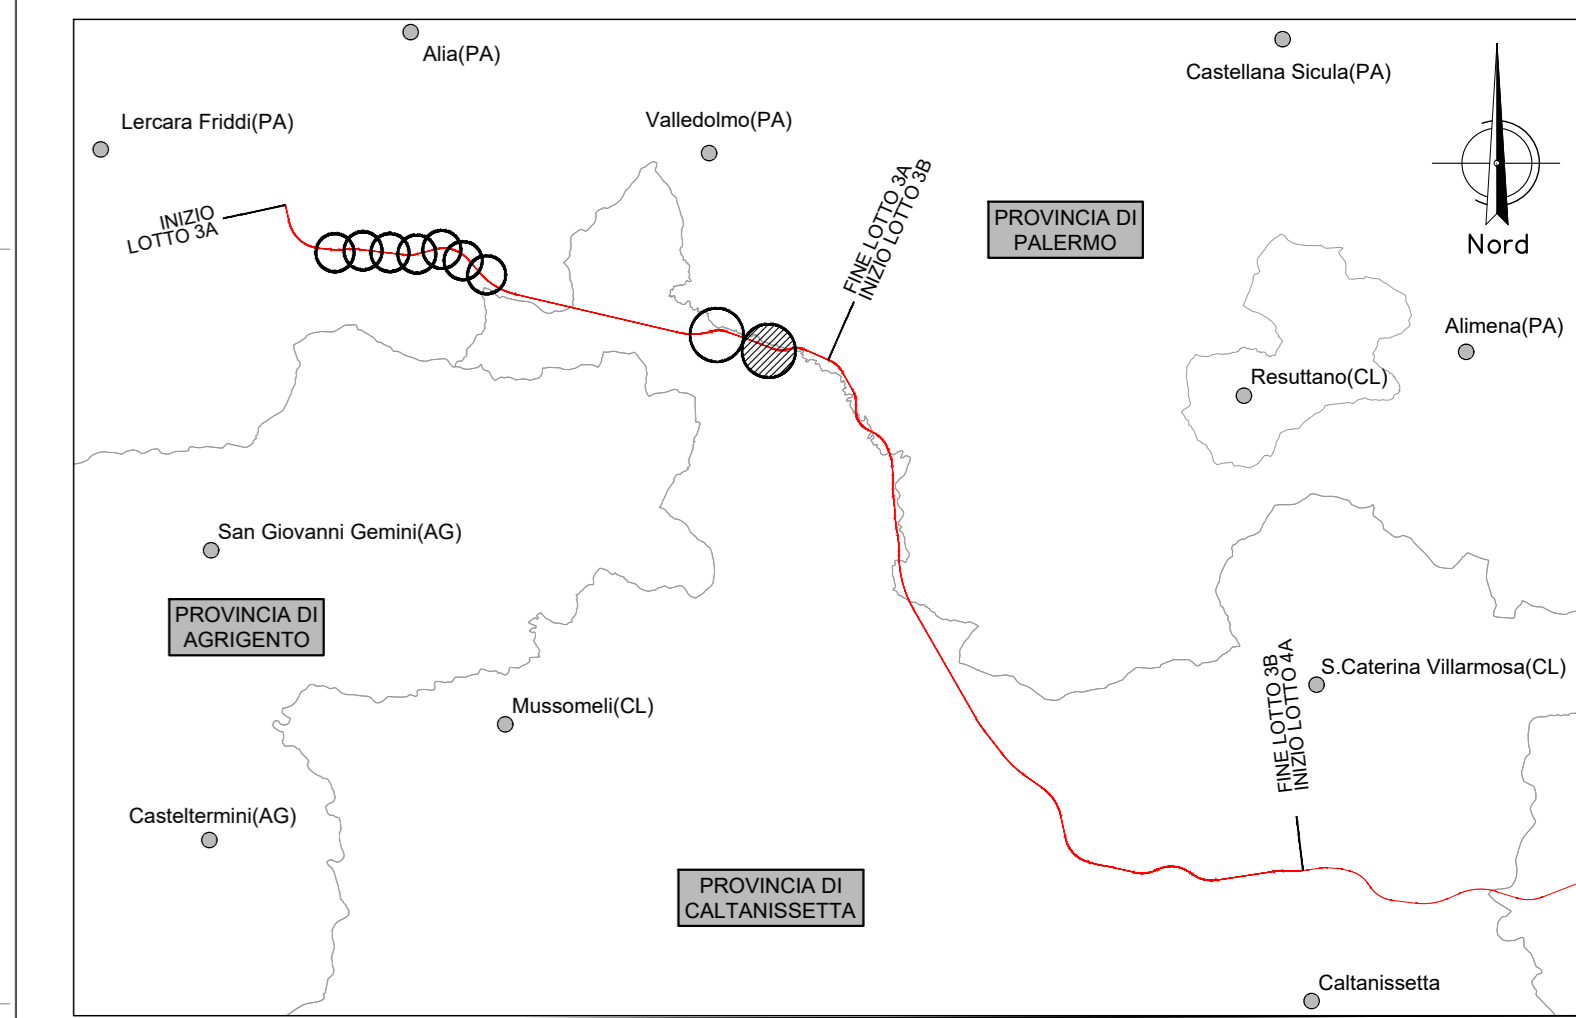 Alia(PA)
Castellana Sicula(PA)
Lercara Friddi(PA)
Valledolmo(PA)
INIZIO
LOTTO 3A
FINE LOTTO 3A
INIZIO LOTTO 3B
PROVINCIA DI
PALERMO
Nord
Alimena(PA)
Resuttano(CL)
San Giovanni Gemini(AG)
PROVINCIA DI
AGRIGENTO
FINE LOTTO 3B
INIZIO LOTTO 4A
S.Caterina Villarmosa(CL)
Mussomeli(CL)
Casteltermini(AG)
PROVINCIA DI
CALTANISSETTA
Caltanissetta